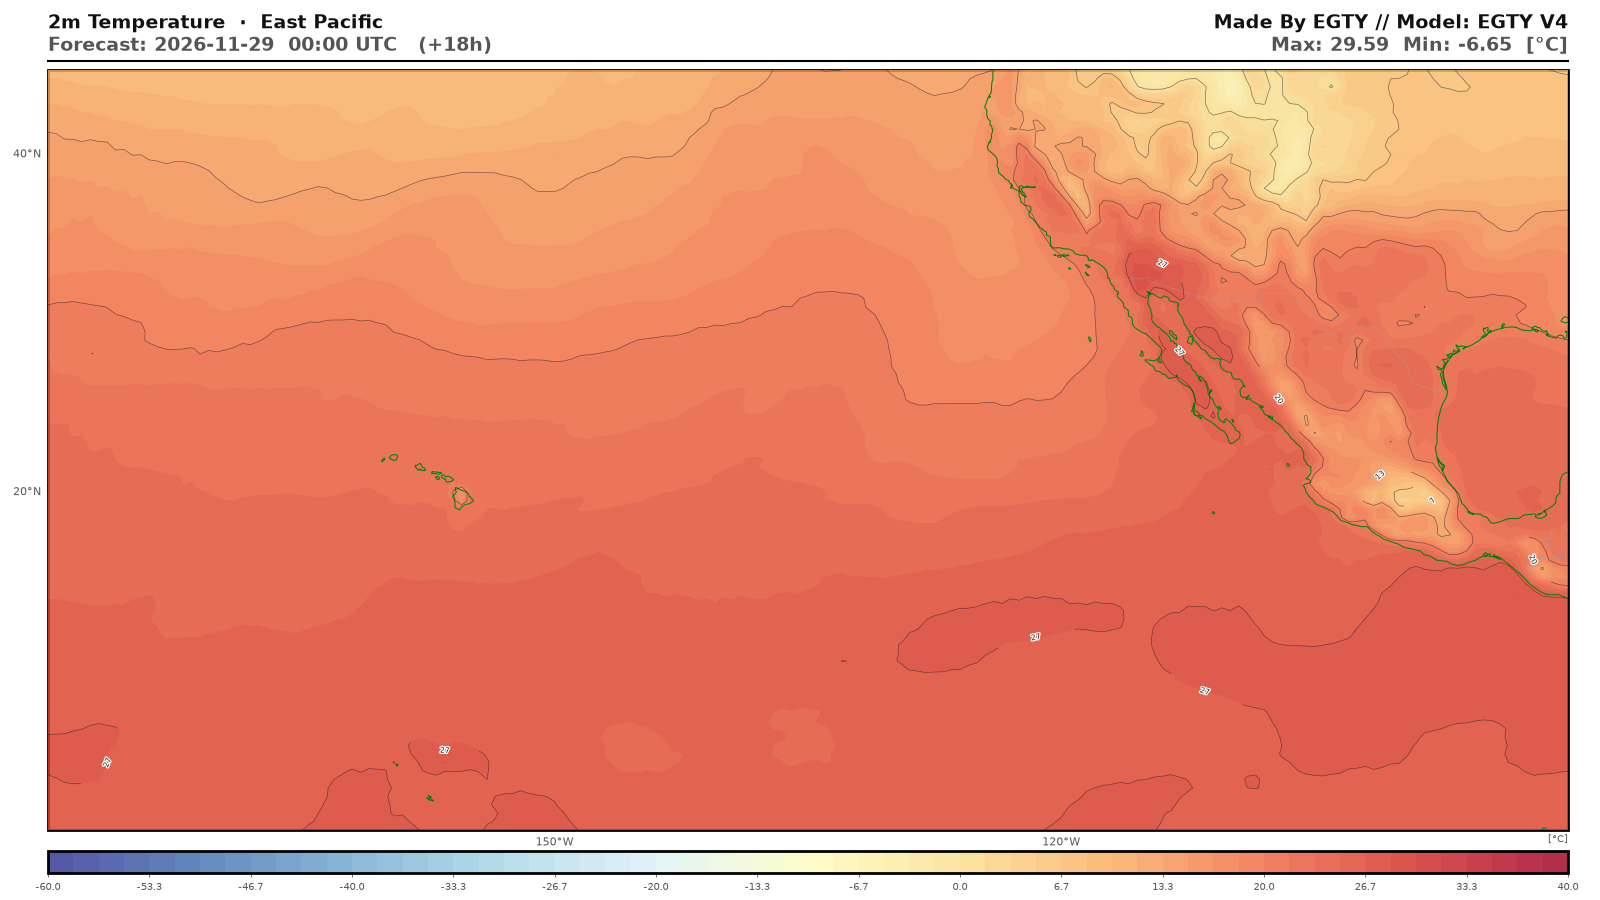 2m Temperature · East Pacific
Made By EGTY // Model: EGTY V4
Forecast: 2026-11-29 00:00 UTC (+18h)
Max: 29.59 Min: -6.65 [°C]
40°N
27
27
20
20°N
13
7
20
27
27
27
27
150°W
120°W
[°C]
-60.0
-53.3
-46.7
-40.0
-33.3
-26.7
-20.0
-13.3
-6.7
0.0
6.7
13.3
20.0
26.7
33.3
40.0